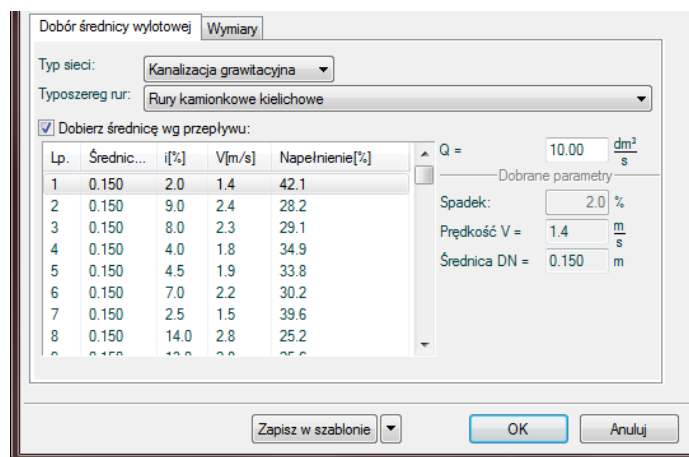 Dobór średnicy wylotowej Wymiary
Typ sieci: Kanalizacja grawitacyjna
Typoszereg rur: Rury kamionkowe kielichowe
Dobierz średnicę wg przepływu:
Lp. Średnic... i[%] V[m/s] Napełnienie[%]
1 0.150 2.0 1.4 42.1
2 0.150 9.0 2.4 28.2
3 0.150 8.0 2.3 29.1
4 0.150 4.0 1.8 34.9
5 0.150 4.5 1.9 33.8
6 0.150 7.0 2.2 30.2
7 0.150 2.5 1.5 39.6
8 0.150 14.0 2.8 25.2
Q = 10.00 dm³/s
Dobrane parametry
Spadek: 2.0 %
Prędkość V = 1.4 m/s
Średnica DN = 0.150 m
Zapisz w szablonie OK Anuluj